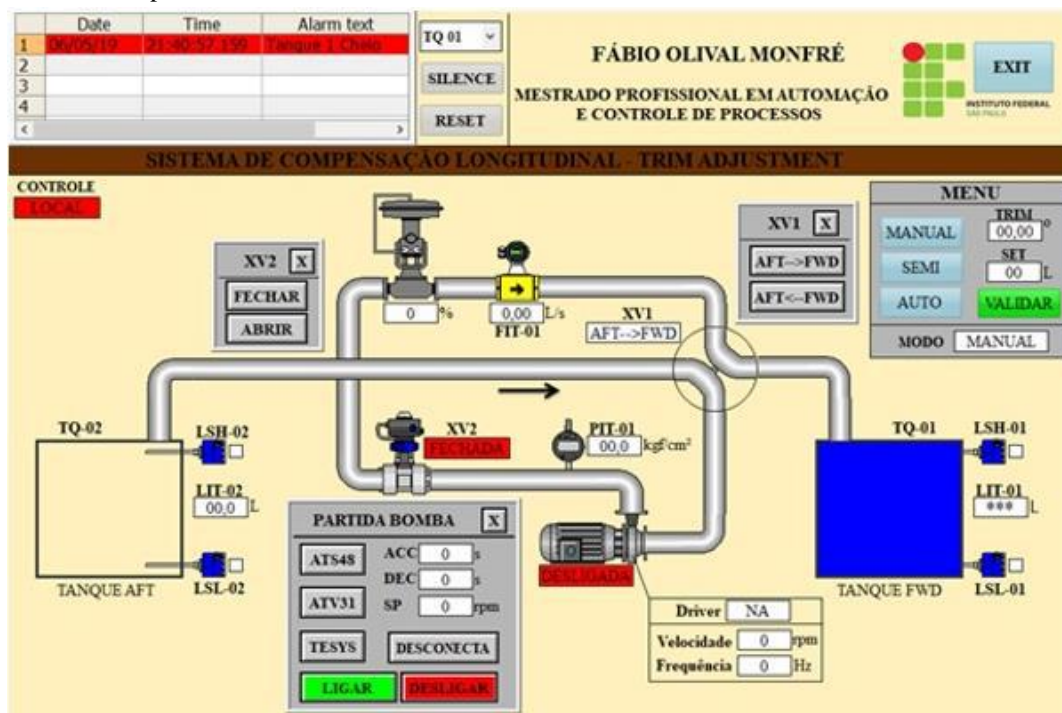 Date Time Alarm text
1 06/05/19 21:40:57.159 Tanque 1 Cheio
2
3
4
TQ 01
SILENCE
RESET
FÁBIO OLIVAL MONFRÉ
MESTRADO PROFISSIONAL EM AUTOMAÇÃO
E CONTROLE DE PROCESSOS
INSTITUTO FEDERAL
SÃO PAULO
EXIT
SISTEMA DE COMPENSAÇÃO LONGITUDINAL - TRIM ADJUSTMENT
CONTROLE
LOCAL
XV2 X
FECHAR
ABRIR
0 %
0,00 L/s
FIT-01
XV1
AFT-->FWD
XV1 X
AFT-->FWD
AFT<--FWD
MENU
MANUAL
SEMI
AUTO
TRIM
00,00 °
SET
00 L
VALIDAR
MODO MANUAL
TQ-02
LSH-02
LIT-02
00,0 L
LSL-02
TANQUE AFT
XV2
FECHADA
PIT-01
00,0 kgf/cm²
DESLIGADA
TQ-01
LSH-01
LIT-01
*** L
LSL-01
TANQUE FWD
PARTIDA BOMBA X
ATS48
ATV31
TESYS
ACC 0 s
DEC 0 s
SP 0 rpm
DESCONECTA
LIGAR
DESLIGAR
Driver NA
Velocidade 0 rpm
Frequência 0 Hz